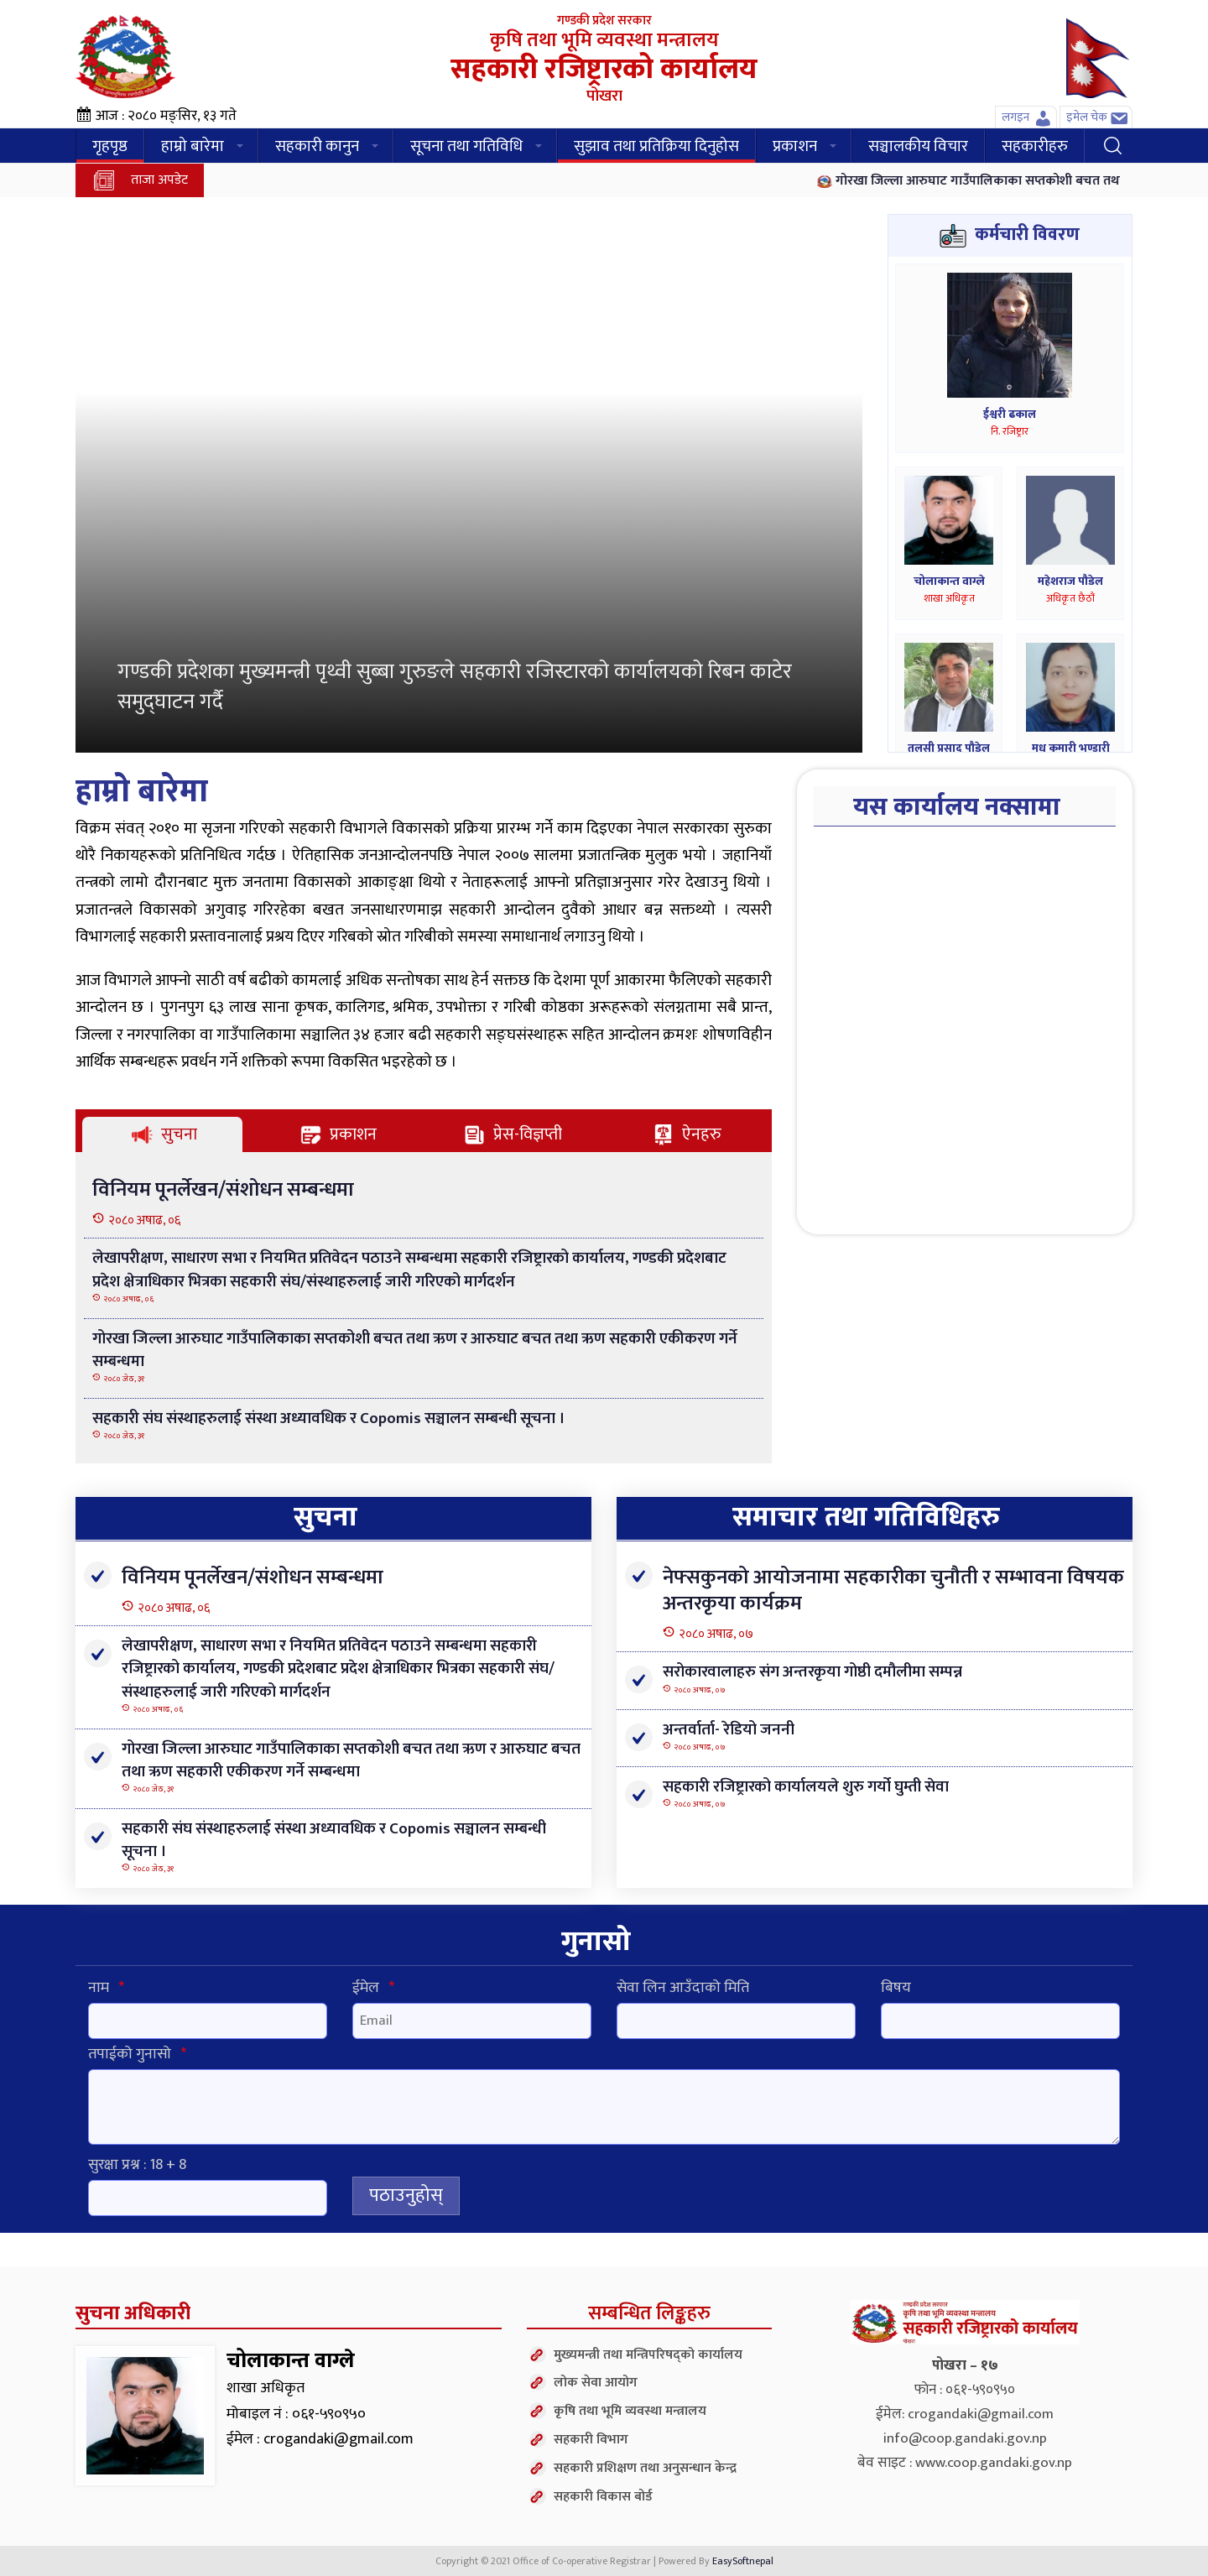 गण्डकी प्रदेश सरकार
कृषि तथा भूमि व्यवस्था मन्त्रालय
सहकारी रजिष्ट्रारको कार्यालय
पोखरा
आज : २०८० मङ्सिर, १३ गते
लगइन
इमेल चेक
गृहपृष्ठ
हाम्रो बारेमा
सहकारी कानुन
सूचना तथा गतिविधि
सुझाव तथा प्रतिक्रिया दिनुहोस
प्रकाशन
सञ्चालकीय विचार
सहकारीहरु
ताजा अपडेट
गोरखा जिल्ला आरुघाट गाउँपालिकाका सप्तकोशी बचत तथ
कर्मचारी विवरण
ईश्वरी ढकाल
नि. रजिष्ट्रार
चोलाकान्त वाग्ले
शाखा अधिकृत
महेशराज पौडेल
अधिकृत छैठौं
तुलसी प्रसाद पौडेल
मधु कुमारी भण्डारी
गण्डकी प्रदेशका मुख्यमन्त्री पृथ्वी सुब्बा गुरुङले सहकारी रजिस्टारको कार्यालयको रिबन काटेर
समुद्घाटन गर्दै
हाम्रो बारेमा
विक्रम संवत् २०१० मा सृजना गरिएको सहकारी विभागले विकासको प्रक्रिया प्रारम्भ गर्ने काम दिइएका नेपाल सरकारका सुरुका
थोरै निकायहरूको प्रतिनिधित्व गर्दछ । ऐतिहासिक जनआन्दोलनपछि नेपाल २००७ सालमा प्रजातन्त्रिक मुलुक भयो । जहानियाँ
तन्त्रको लामो दौरानबाट मुक्त जनतामा विकासको आकाङ्क्षा थियो र नेताहरूलाई आफ्नो प्रतिज्ञाअनुसार गरेर देखाउनु थियो ।
प्रजातन्त्रले विकासको अगुवाइ गरिरहेका बखत जनसाधारणमाझ सहकारी आन्दोलन दुवैको आधार बन्न सक्तथ्यो । त्यसरी
विभागलाई सहकारी प्रस्तावनालाई प्रश्रय दिएर गरिबको स्रोत गरिबीको समस्या समाधानार्थ लगाउनु थियो ।
आज विभागले आफ्नो साठी वर्ष बढीको कामलाई अधिक सन्तोषका साथ हेर्न सक्तछ कि देशमा पूर्ण आकारमा फैलिएको सहकारी
आन्दोलन छ । पुगनपुग ६३ लाख साना कृषक, कालिगड, श्रमिक, उपभोक्ता र गरिबी कोष्ठका अरूहरूको संलग्नतामा सबै प्रान्त,
जिल्ला र नगरपालिका वा गाउँपालिकामा सञ्चालित ३४ हजार बढी सहकारी सङ्घसंस्थाहरू सहित आन्दोलन क्रमशः शोषणविहीन
आर्थिक सम्बन्धहरू प्रवर्धन गर्ने शक्तिको रूपमा विकसित भइरहेको छ ।
यस कार्यालय नक्सामा
सुचना
प्रकाशन
प्रेस-विज्ञप्ती
ऐनहरु
विनियम पूनर्लेखन/संशोधन सम्बन्धमा
२०८० अषाढ, ०६
लेखापरीक्षण, साधारण सभा र नियमित प्रतिवेदन पठाउने सम्बन्धमा सहकारी रजिष्ट्रारको कार्यालय, गण्डकी प्रदेशबाट
प्रदेश क्षेत्राधिकार भित्रका सहकारी संघ/संस्थाहरुलाई जारी गरिएको मार्गदर्शन
२०८० अषाढ, ०६
गोरखा जिल्ला आरुघाट गाउँपालिकाका सप्तकोशी बचत तथा ऋण र आरुघाट बचत तथा ऋण सहकारी एकीकरण गर्ने
सम्बन्धमा
२०८० जेठ, ३१
सहकारी संघ संस्थाहरुलाई संस्था अध्यावधिक र Copomis सञ्चालन सम्बन्धी सूचना ।
२०८० जेठ, ३१
सुचना
विनियम पूनर्लेखन/संशोधन सम्बन्धमा
२०८० अषाढ, ०६
लेखापरीक्षण, साधारण सभा र नियमित प्रतिवेदन पठाउने सम्बन्धमा सहकारी
रजिष्ट्रारको कार्यालय, गण्डकी प्रदेशबाट प्रदेश क्षेत्राधिकार भित्रका सहकारी संघ/
संस्थाहरुलाई जारी गरिएको मार्गदर्शन
२०८० अषाढ, ०६
गोरखा जिल्ला आरुघाट गाउँपालिकाका सप्तकोशी बचत तथा ऋण र आरुघाट बचत
तथा ऋण सहकारी एकीकरण गर्ने सम्बन्धमा
२०८० जेठ, ३१
सहकारी संघ संस्थाहरुलाई संस्था अध्यावधिक र Copomis सञ्चालन सम्बन्धी
सूचना ।
२०८० जेठ, ३१
समाचार तथा गतिविधिहरु
नेफ्सकुनको आयोजनामा सहकारीका चुनौती र सम्भावना विषयक
अन्तरकृया कार्यक्रम
२०८० अषाढ, ०७
सरोकारवालाहरु संग अन्तरकृया गोष्ठी दमौलीमा सम्पन्न
२०८० अषाढ, ०७
अन्तर्वार्ता- रेडियो जननी
२०८० अषाढ, ०७
सहकारी रजिष्ट्रारको कार्यालयले शुरु गर्यो घुम्ती सेवा
२०८० अषाढ, ०७
गुनासो
नाम *
ईमेल *
सेवा लिन आउँदाको मिति
बिषय
Email
तपाईको गुनासो *
सुरक्षा प्रश्न : 18 + 8
पठाउनुहोस्
सुचना अधिकारी
चोलाकान्त वाग्ले
शाखा अधिकृत
मोबाइल नं : ०६१-५९०९५०
ईमेल : crogandaki@gmail.com
सम्बन्धित लिङ्कहरु
मुख्यमन्त्री तथा मन्त्रिपरिषद्को कार्यालय
लोक सेवा आयोग
कृषि तथा भूमि व्यवस्था मन्त्रालय
सहकारी विभाग
सहकारी प्रशिक्षण तथा अनुसन्धान केन्द्र
सहकारी विकास बोर्ड
गण्डकी प्रदेश सरकार
कृषि तथा भूमि व्यवस्था मन्त्रालय
सहकारी रजिष्ट्रारको कार्यालय
पोखरा
पोखरा – १७
फोन : ०६१-५९०९५०
ईमेल: crogandaki@gmail.com
info@coop.gandaki.gov.np
बेव साइट : www.coop.gandaki.gov.np
Copyright © 2021 Office of Co-operative Registrar | Powered By EasySoftnepal